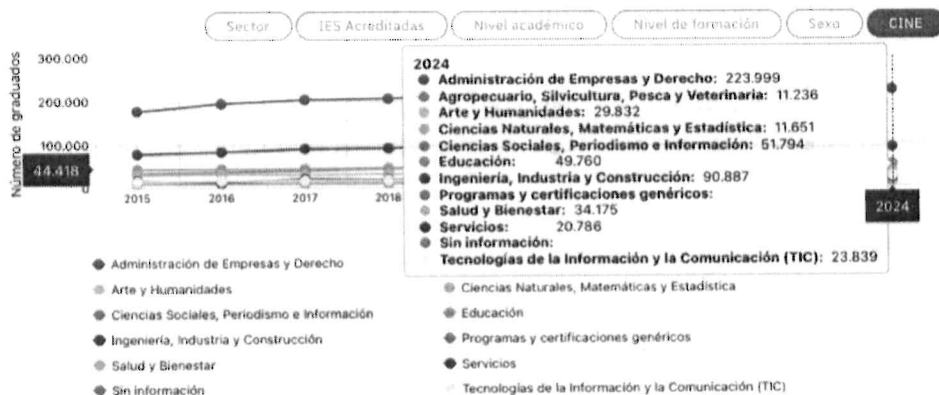 Sector IES Acreditadas Nivel académico Nivel de formación Sexo CINE
Número de graduados
300.000
200.000
100.000
0
44.418
2015 2016 2017 2018
2024
2024
Administración de Empresas y Derecho: 223.999
Agropecuario, Silvicultura, Pesca y Veterinaria: 11.236
Arte y Humanidades: 29.832
Ciencias Naturales, Matemáticas y Estadística: 11.651
Ciencias Sociales, Periodismo e Información: 51.794
Educación: 49.760
Ingeniería, Industria y Construcción: 90.887
Programas y certificaciones genéricos:
Salud y Bienestar: 34.175
Servicios: 20.786
Sin información:
Tecnologías de la Información y la Comunicación (TIC): 23.839
Administración de Empresas y Derecho
Arte y Humanidades
Ciencias Naturales, Matemáticas y Estadística
Ciencias Sociales, Periodismo e Información
Educación
Ingeniería, Industria y Construcción
Programas y certificaciones genéricos
Salud y Bienestar
Servicios
Sin información
Tecnologías de la Información y la Comunicación (TIC)